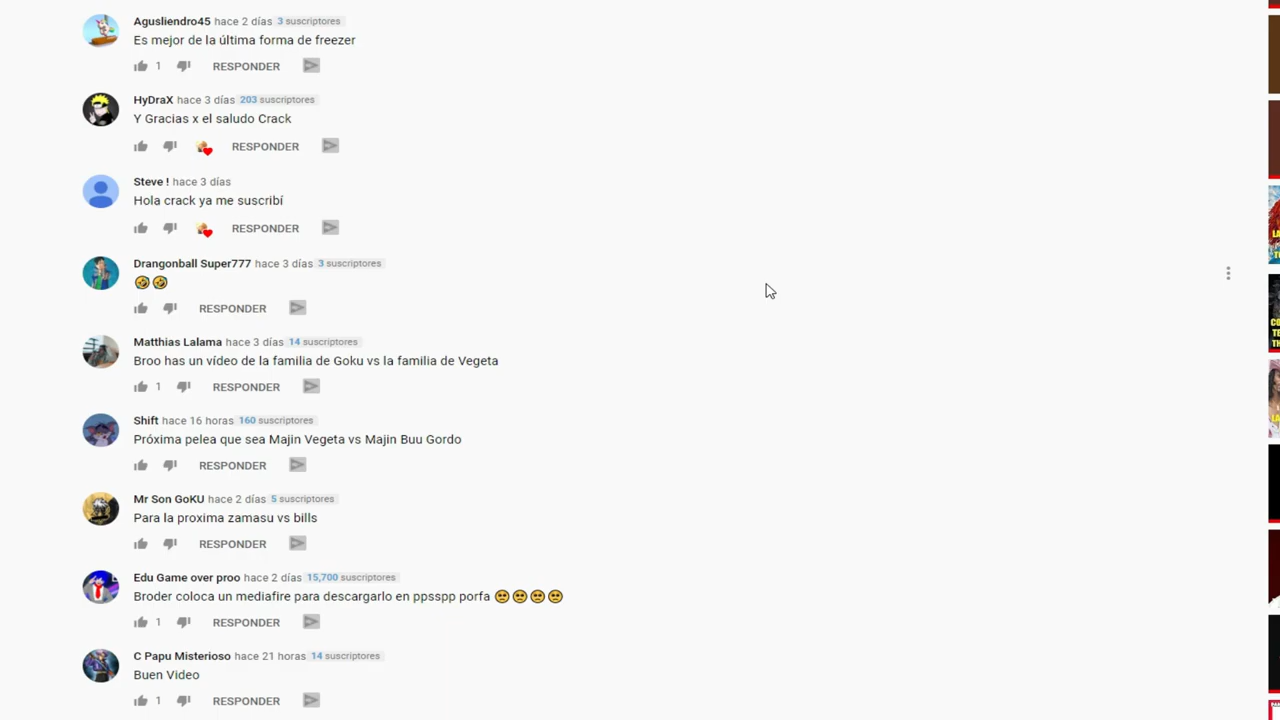 Agusliendro45 hace 2 días 3 suscriptores
Es mejor de la última forma de freezer
1 RESPONDER
HyDraX hace 3 días 203 suscriptores
Y Gracias x el saludo Crack
RESPONDER
Steve ! hace 3 días
Hola crack ya me suscribí
RESPONDER
Drangonball Super777 hace 3 días 3 suscriptores
🤣🤣
RESPONDER
Matthias Lalama hace 3 días 14 suscriptores
Broo has un vídeo de la familia de Goku vs la familia de Vegeta
1 RESPONDER
Shift hace 16 horas 160 suscriptores
Próxima pelea que sea Majin Vegeta vs Majin Buu Gordo
RESPONDER
Mr Son GoKU hace 2 días 5 suscriptores
Para la proxima zamasu vs bills
RESPONDER
Edu Game over proo hace 2 días 15,700 suscriptores
Broder coloca un mediafire para descargarlo en ppsspp porfa 🥺🥺🥺🥺
1 RESPONDER
C Papu Misterioso hace 21 horas 14 suscriptores
Buen Video
1 RESPONDER